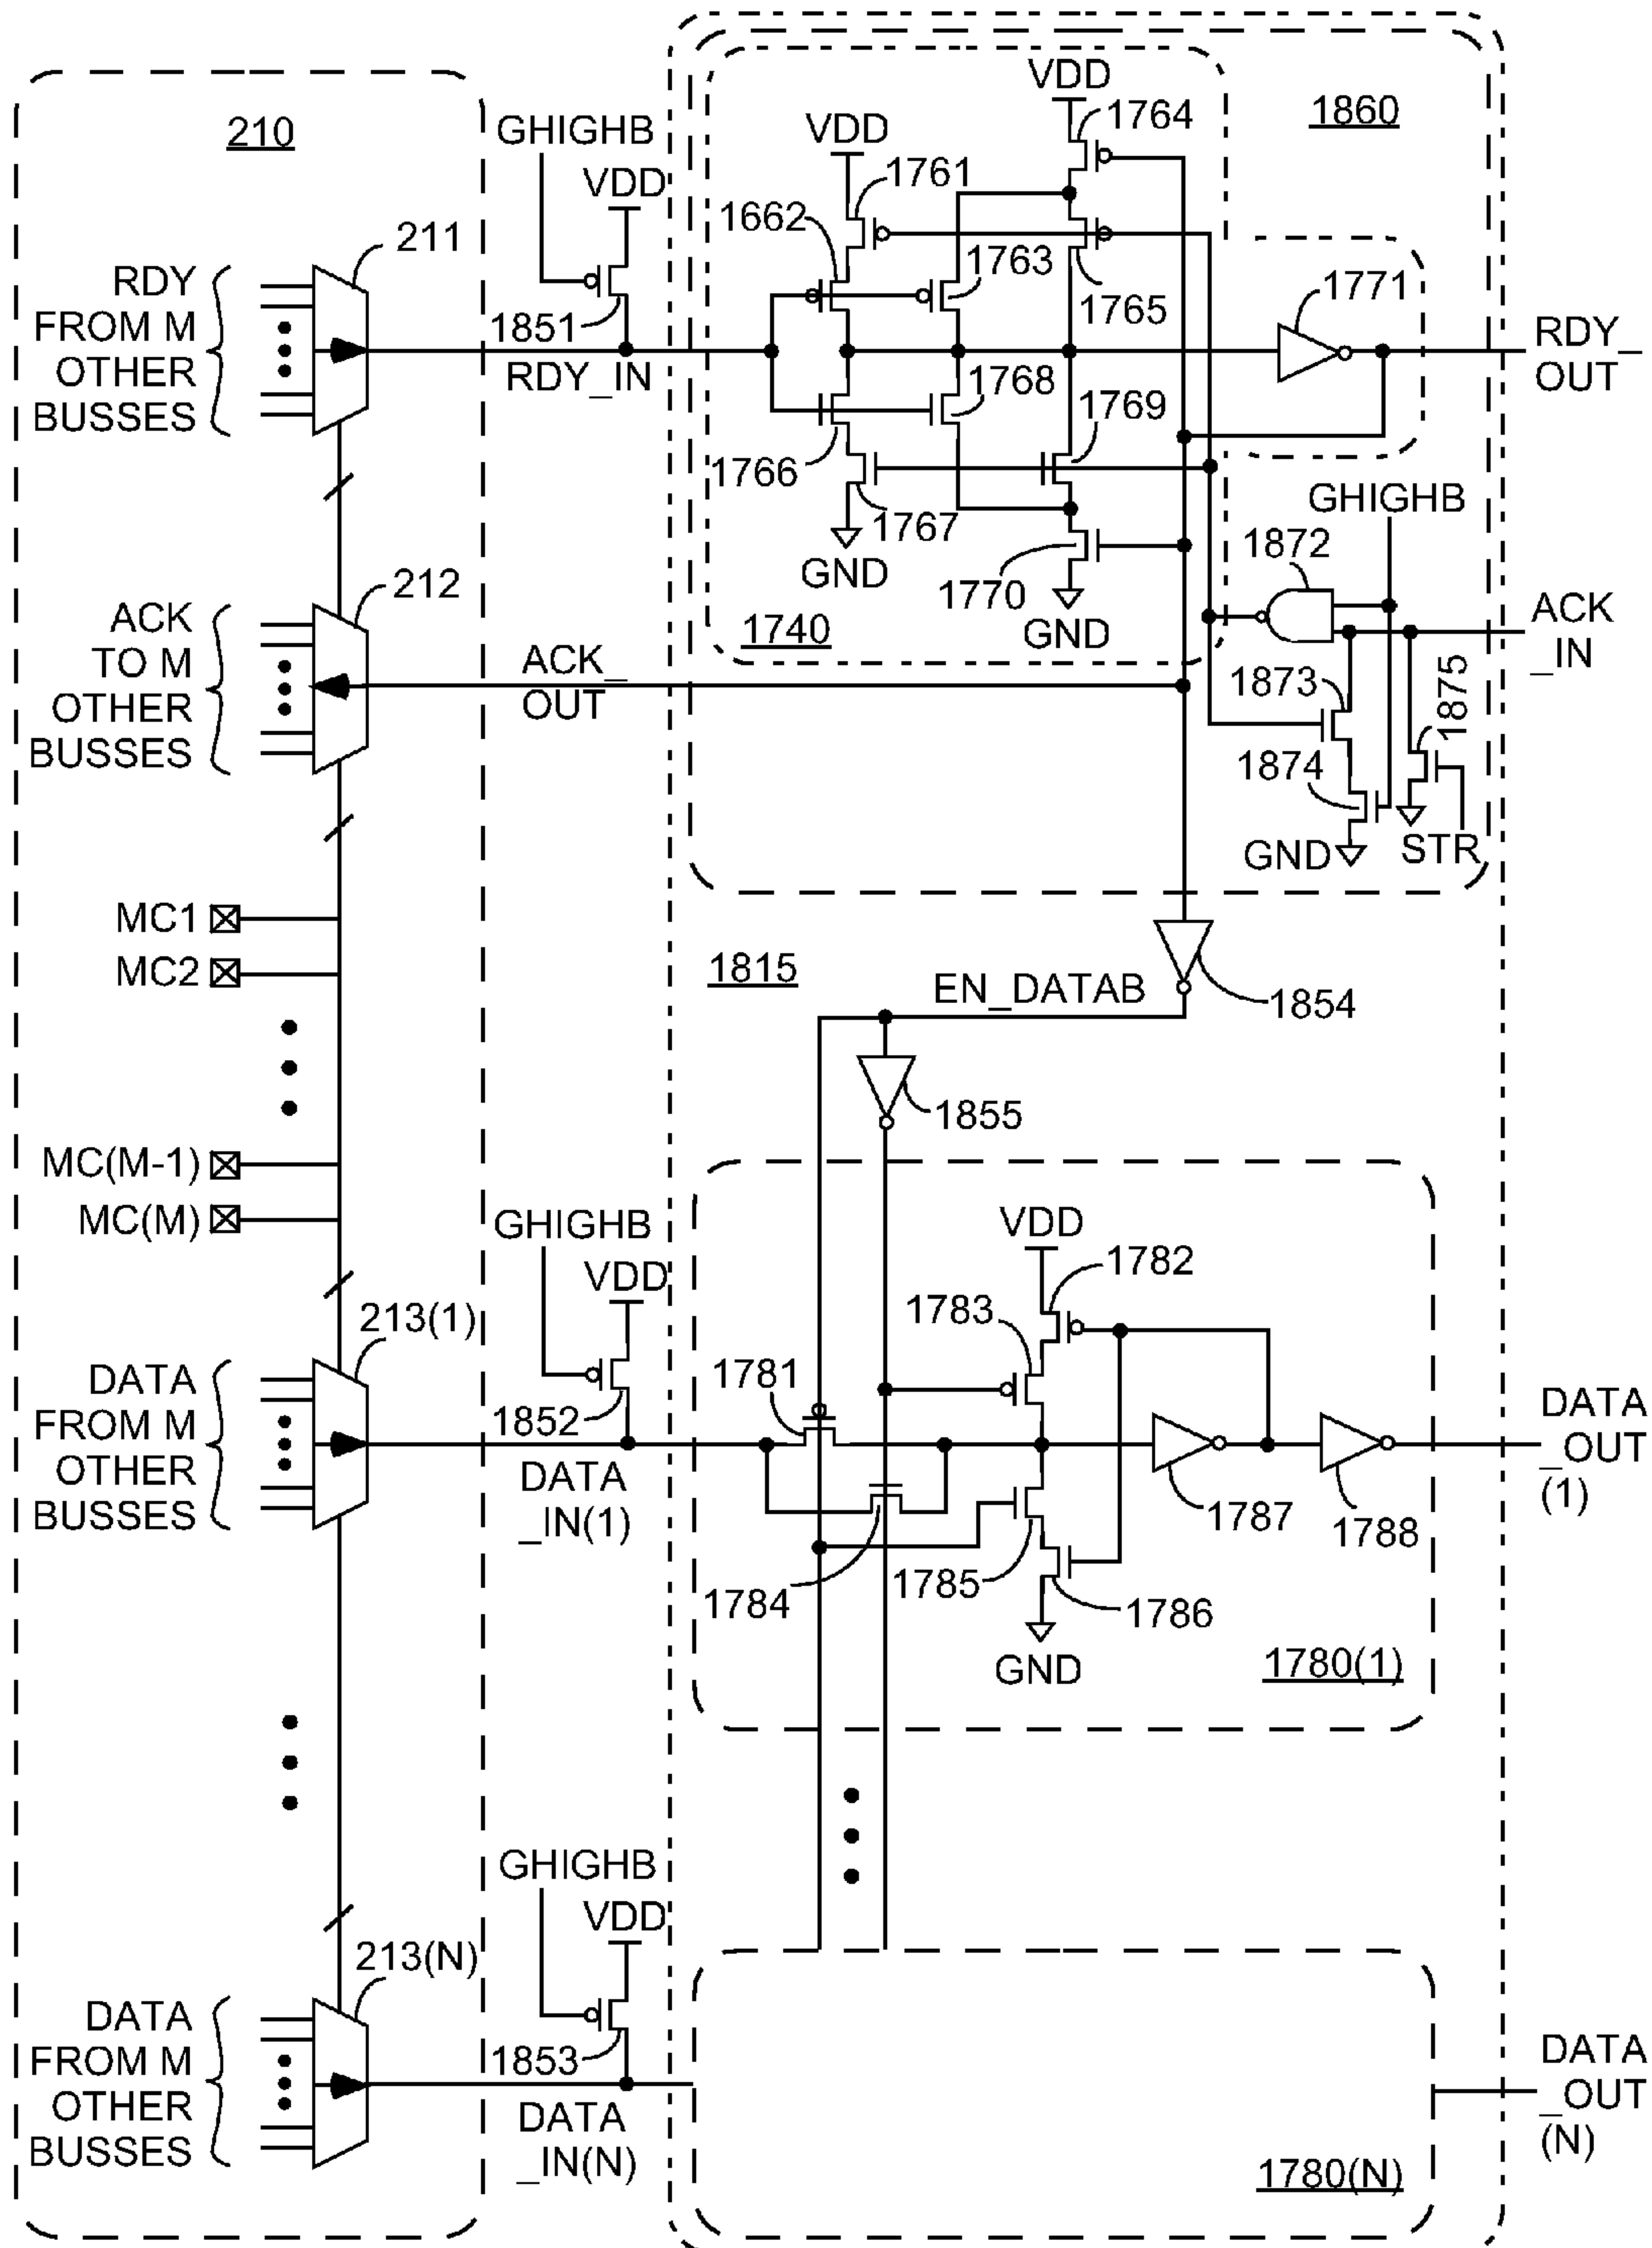 210
GHIGHB
VDD
211
RDY
FROM M
OTHER
BUSSES
1851
RDY_IN
VDD
1764
1860
VDD
1761
1662
1763
1765
1771
RDY_
OUT
1768
1769
1766
1767
GND
1770
GND
1740
GHIGHB
1872
ACK
_IN
1873
1875
1874
GND
STR
212
ACK
TO M
OTHER
BUSSES
ACK_
OUT
MC1
MC2
MC(M-1)
MC(M)
1815
EN_DATAB
1854
1855
GHIGHB
VDD
213(1)
DATA
FROM M
OTHER
BUSSES
1852
DATA
_IN(1)
VDD
1782
1783
1781
1784
1785
1786
1787
1788
GND
1780(1)
DATA
_OUT
(1)
GHIGHB
VDD
213(N)
DATA
FROM M
OTHER
BUSSES
1853
DATA
_IN(N)
1780(N)
DATA
_OUT
(N)